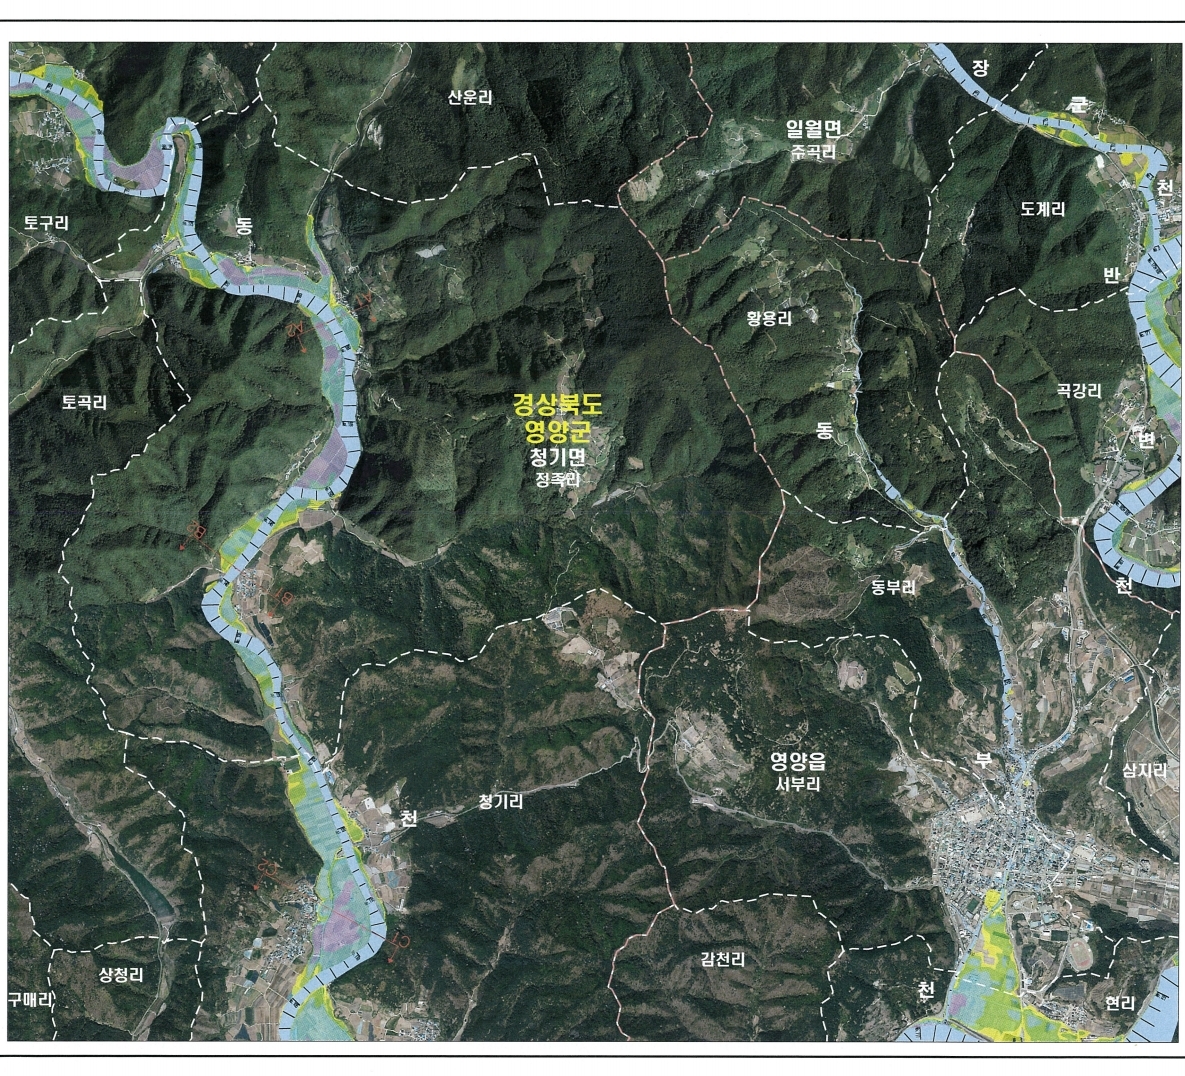 장
산운리
군
일월면
주곡리
천
도계리
토구리
동
반
황용리
곡강리
토곡리
경상북도
영양군
동
변
청기면
정족리
천
동부리
부
영양읍
삼지리
서부리
청기리
천
감천리
상청리
천
구매리
현리